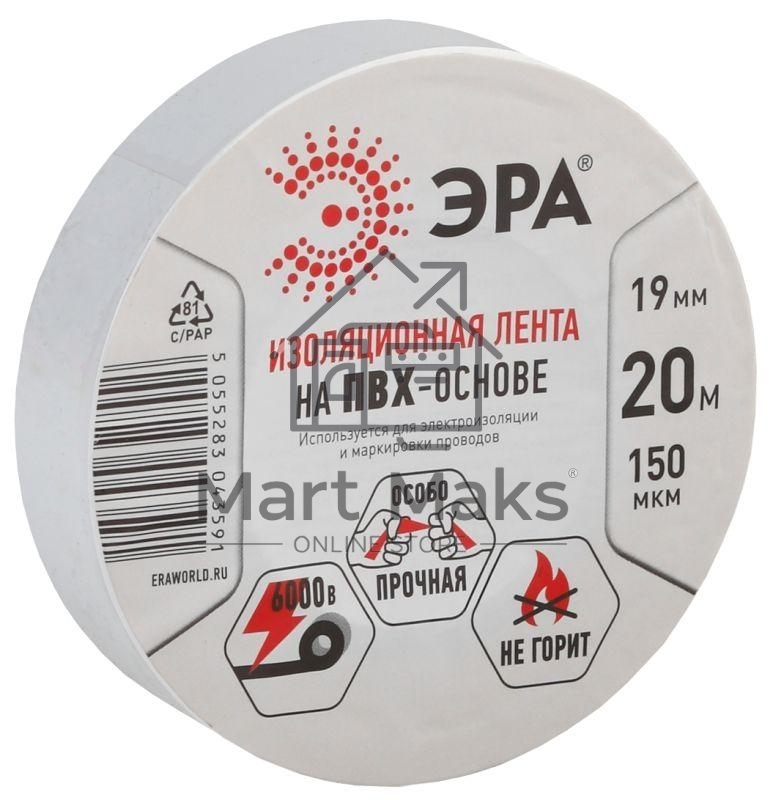 ЭРА®
ИЗОЛЯЦИОННАЯ ЛЕНТА
НА ПВХ-ОСНОВЕ
Используется для электроизоляции
и маркировки проводов
19 мм
20 м
150
мкм
81
C/PAP
5 055283 043591
ERAWORLD.RU
Mart Maks®
ONLINE STORE
6000 в
ОСОБО
ПРОЧНАЯ
НЕ ГОРИТ